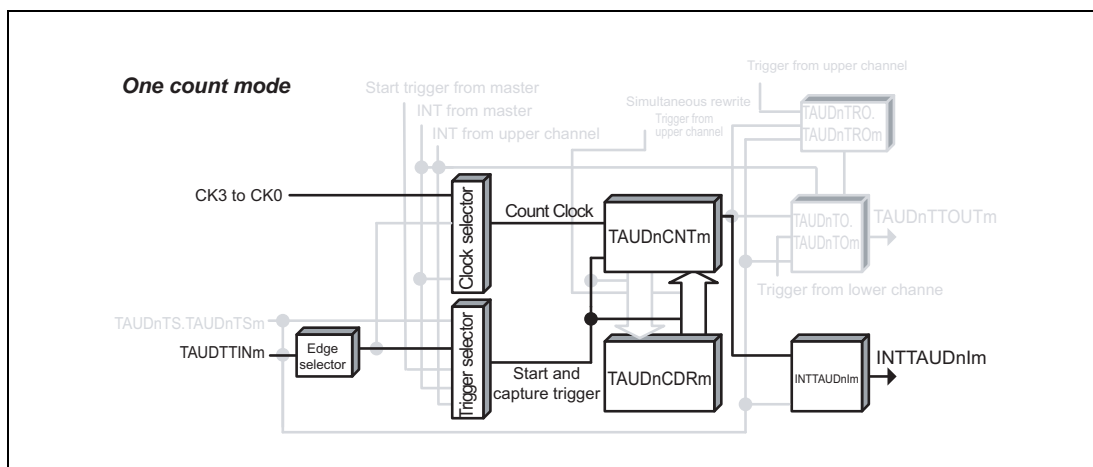 One count mode
Trigger from upper channel
Start trigger from master
INT from master
INT from upper channel
Simultaneous rewrite
Trigger from
upper channel
TAUDnTRO.
TAUDnTROm
CK3 to CK0
Clock selector
Count Clock
TAUDnCNTm
TAUDnTO.
TAUDnTOm
TAUDnTTOUTm
Trigger from lower channe
TAUDnTS.TAUDnTSm
TAUDTTINm
Edge
selector
Trigger selector
Start and
capture trigger
TAUDnCDRm
INTTAUDnIm
INTTAUDnIm